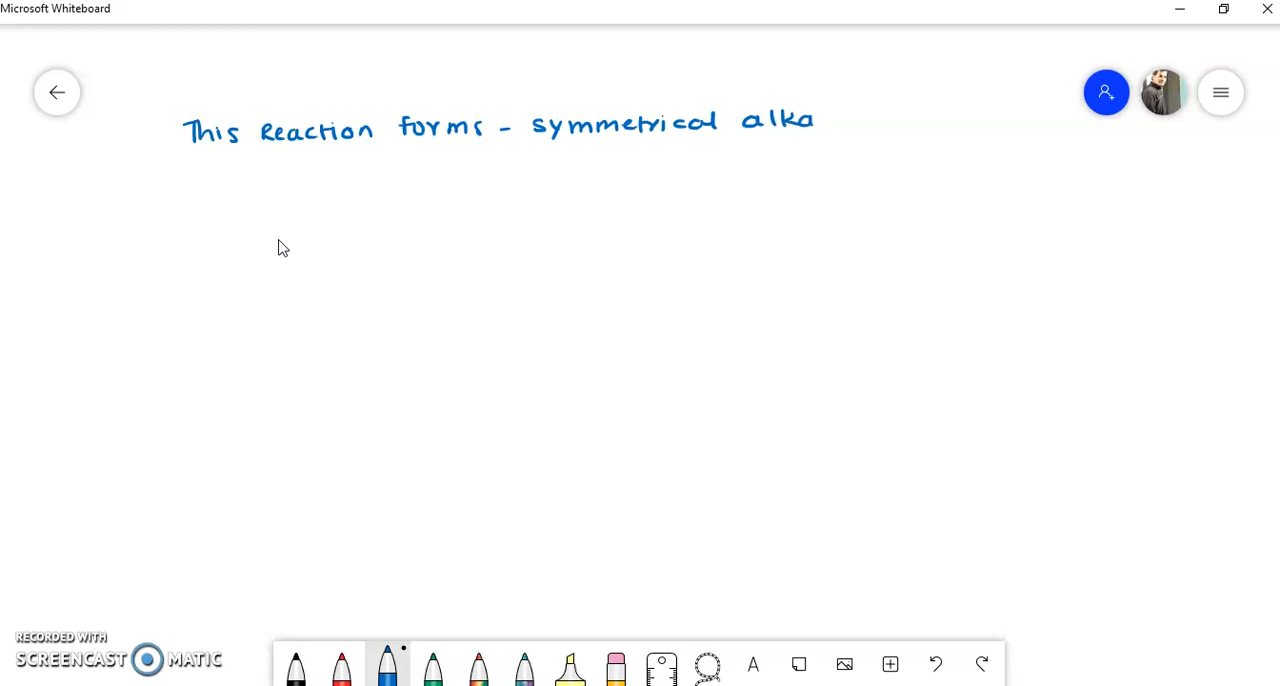 Microsoft Whiteboard
This Reaction forms - symmetrical alka
RECORDED WITH
SCREENCAST MATIC
A